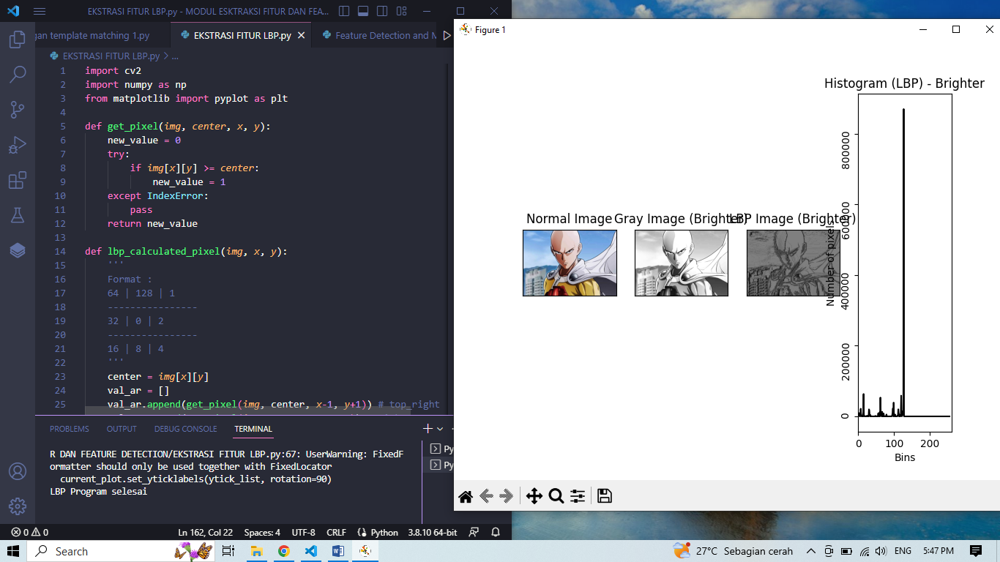 EKSTRASI FITUR LBP.py - MODUL ESKTRAKSI FITUR DAN FEA...
gan template matching 1.py
EKSTRASI FITUR LBP.py
Feature Detection and M
EKSTRASI FITUR LBP.py > ...
1 import cv2
2 import numpy as np
3 from matplotlib import pyplot as plt
4
5 def get_pixel(img, center, x, y):
6 new_value = 0
7 try:
8 if img[x][y] >= center:
9 new_value = 1
10 except IndexError:
11 pass
12 return new_value
13
14 def lbp_calculated_pixel(img, x, y):
15 '''
16 Format :
17 64 | 128 | 1
18 ----------------
19 32 | 0 | 2
20 ----------------
21 16 | 8 | 4
22 '''
23 center = img[x][y]
24 val_ar = []
25 val_ar.append(get_pixel(img, center, x-1, y+1)) # top_right
PROBLEMS OUTPUT DEBUG CONSOLE TERMINAL
R DAN FEATURE DETECTION/EKSTRASI FITUR LBP.py:67: UserWarning: FixedF
ormatter should only be used together with FixedLocator
current_plot.set_yticklabels(ytick_list, rotation=90)
LBP Program selesai
Py
Py
0 0 Ln 162, Col 22 Spaces: 4 UTF-8 CRLF Python 3.8.10 64-bit
Figure 1
Histogram (LBP) - Brighter
Normal Image
Gray Image (Brighter)
LBP Image (Brighter)
Number of pixels
800000
600000
400000
200000
0
0 100 200
Bins
Search
27°C Sebagian cerah
ENG
5:47 PM